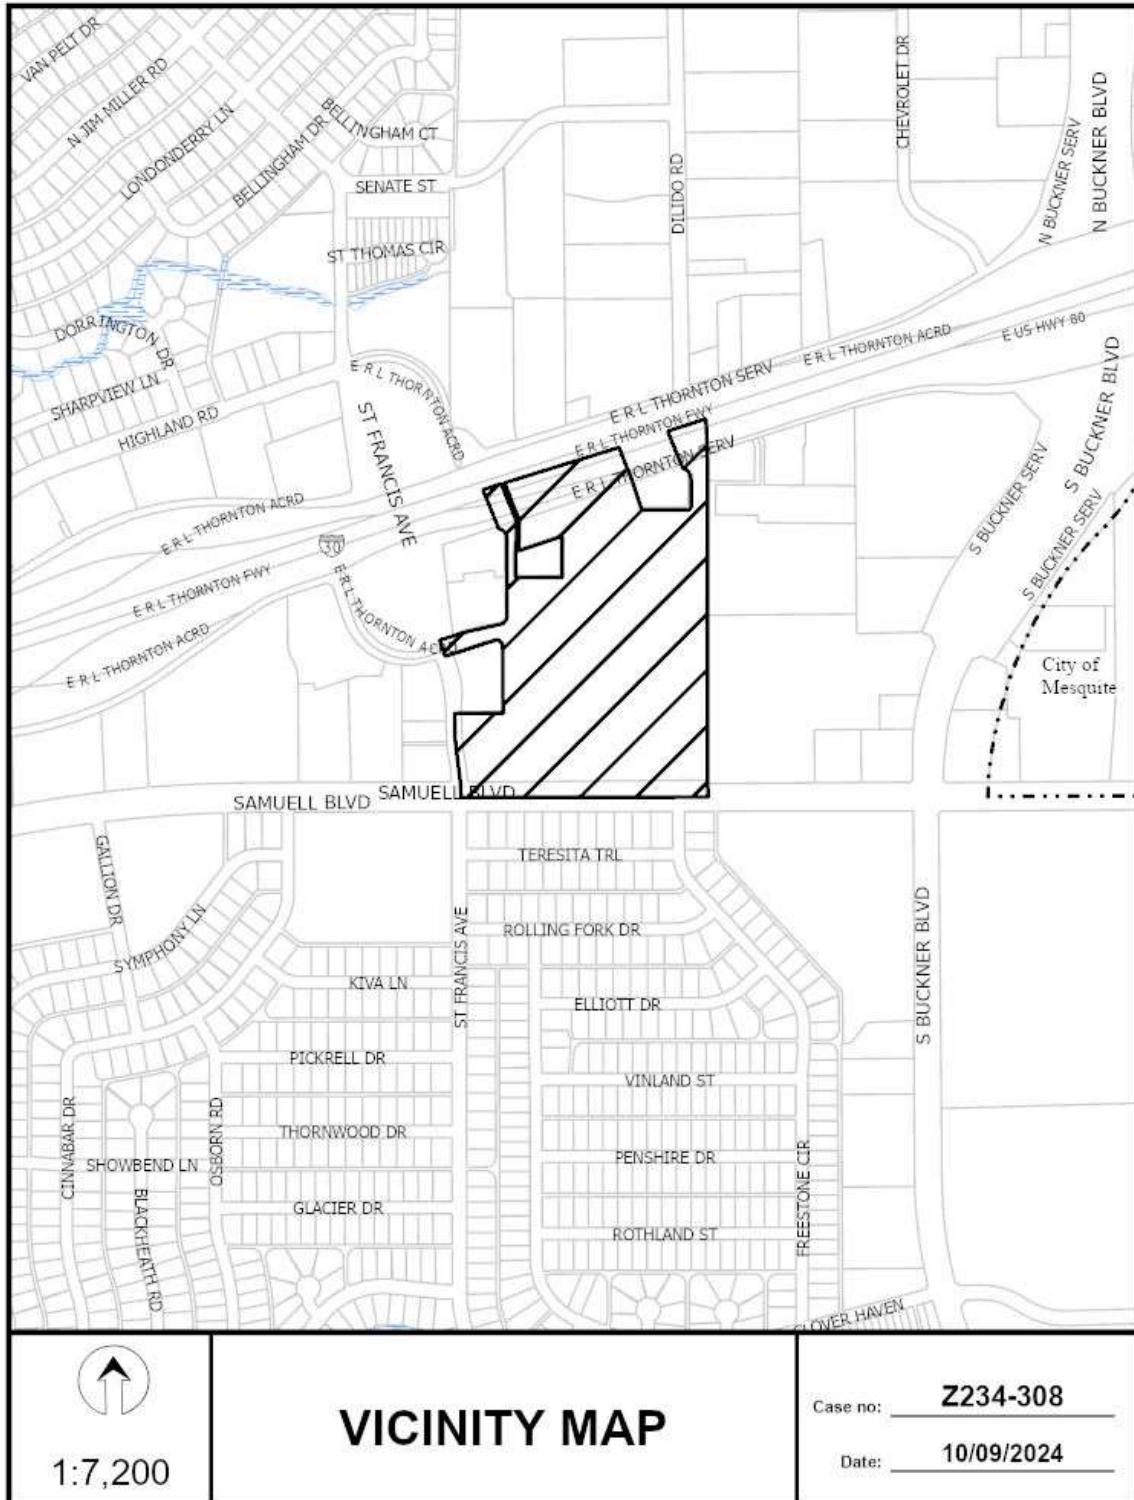 VAN PELT DR
N JIM MILLER RD
LONDONDERRY LN
BELLINGHAM DR
BELLINGHAM CT
SENATE ST
ST THOMAS CIR
DILIDO RD
CHEVROLET DR
N BUCKNER SERV
N BUCKNER BLVD
DORRINGTON DR
SHARPVIEW LN
HIGHLAND RD
E R L THORNTON ACRD
ST FRANCIS AVE
E R L THORNTON SERV
E R L THORNTON ACRD
E US HWY 80
E R L THORNTON FWY
E R L THORNTON SERV
S BUCKNER BLVD
S BUCKNER SERV
S BUCKNER SERV
E R L THORNTON ACRD
30
E R L THORNTON FWY
E R L THORNTON ACRD
E R L THORNTON ACRD
City of
Mesquite
SAMUELL BLVD
SAMUELL BLVD
GALLION DR
TERESITA TRL
SYMPHONY LN
ST FRANCIS AVE
ROLLING FORK DR
KIVA LN
ELLIOTT DR
S BUCKNER BLVD
PICKRELL DR
VINLAND ST
CINNABAR DR
OSBORN RD
THORNWOOD DR
SHOWBEND LN
PENSHIRE DR
FREESTONE CIR
BLACKHEATH RD
GLACIER DR
ROTHLAND ST
CLOVER HAVEN
1:7,200
VICINITY MAP
Case no: Z234-308
Date: 10/09/2024